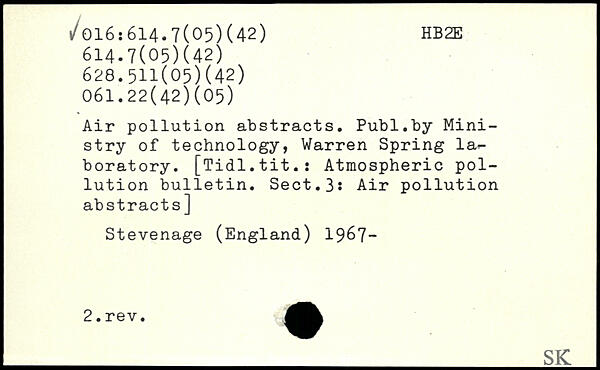 ✓016:614.7(05)(42) HB2E
614.7(05)(42)
628.511(05)(42)
061.22(42)(05)
Air pollution abstracts. Publ.by Mini-
stry of technology, Warren Spring la-
boratory. [Tidl.tit.: Atmospheric pol-
lution bulletin. Sect.3: Air pollution
abstracts]
Stevenage (England) 1967-
2.rev.
SK